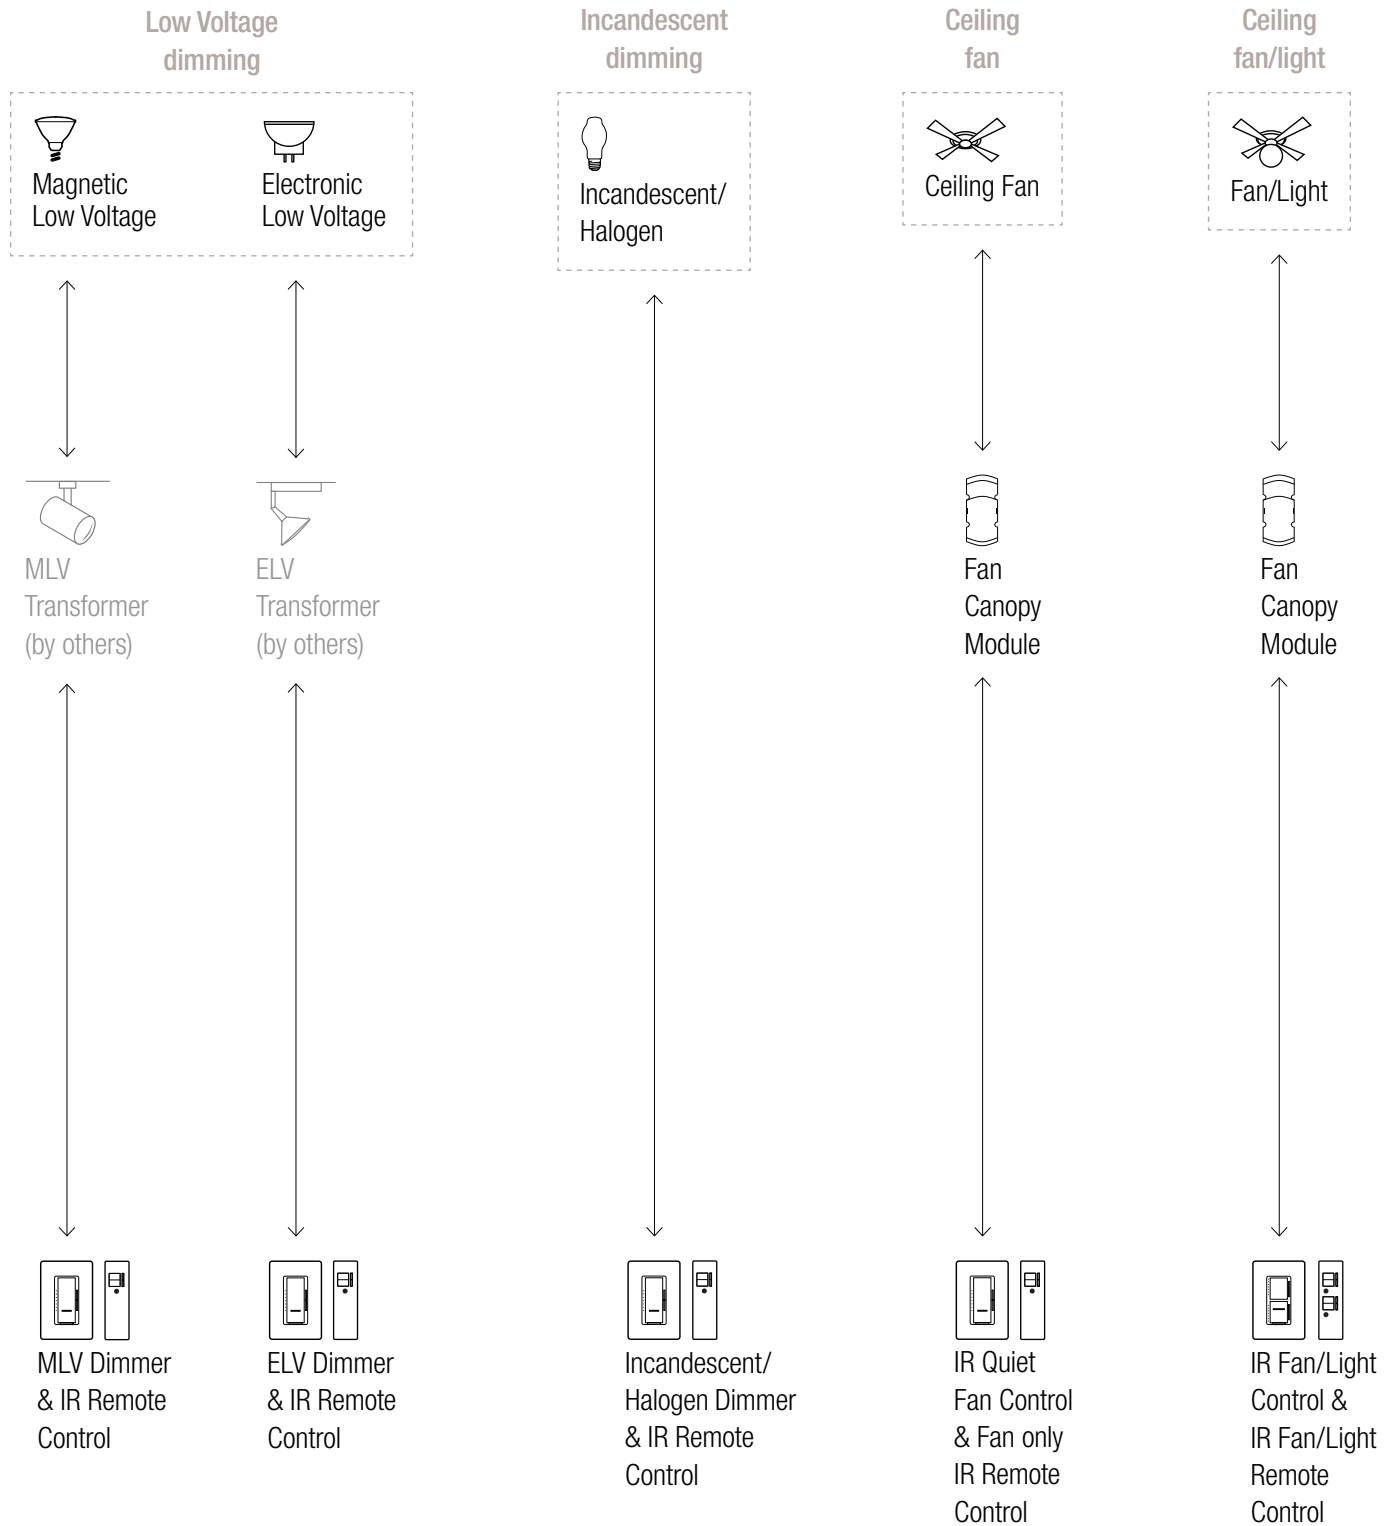 Low Voltage
dimming
Incandescent
dimming
Ceiling
fan
Ceiling
fan/light
Magnetic
Low Voltage
Electronic
Low Voltage
Incandescent/
Halogen
Ceiling Fan
Fan/Light
MLV
Transformer
(by others)
ELV
Transformer
(by others)
Fan
Canopy
Module
Fan
Canopy
Module
MLV Dimmer
& IR Remote
Control
ELV Dimmer
& IR Remote
Control
Incandescent/
Halogen Dimmer
& IR Remote
Control
IR Quiet
Fan Control
& Fan only
IR Remote
Control
IR Fan/Light
Control &
IR Fan/Light
Remote
Control